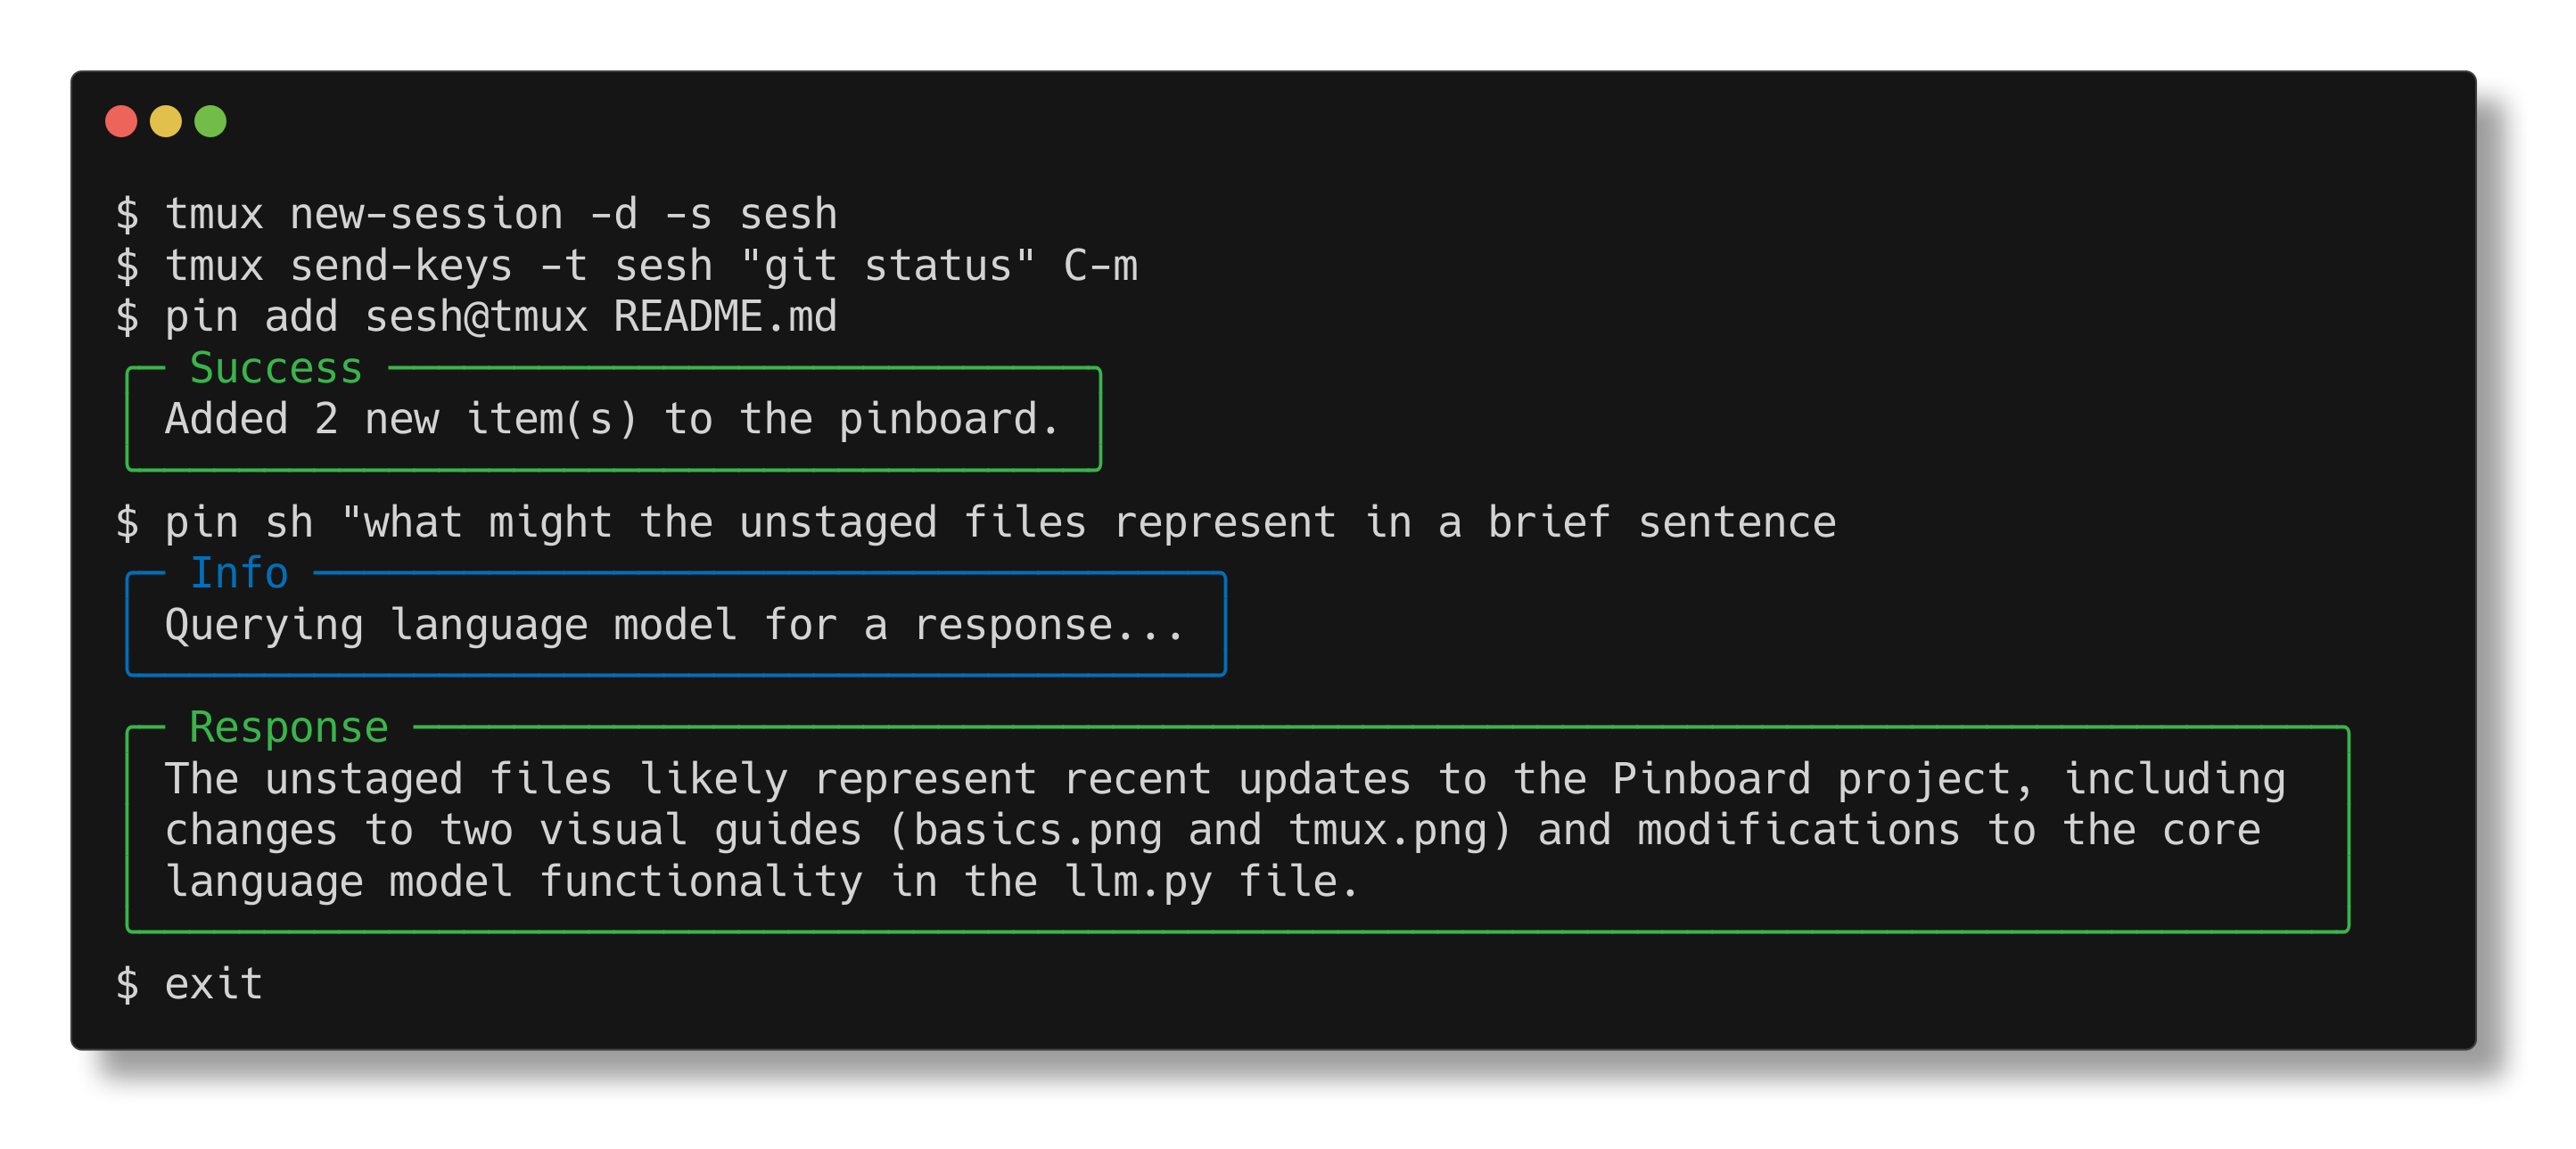 $ tmux new-session -d -s sesh
$ tmux send-keys -t sesh "git status" C-m
$ pin add sesh@tmux README.md
Success
Added 2 new item(s) to the pinboard.
$ pin sh "what might the unstaged files represent in a brief sentence
Info
Querying language model for a response...
Response
The unstaged files likely represent recent updates to the Pinboard project, including
changes to two visual guides (basics.png and tmux.png) and modifications to the core
language model functionality in the llm.py file.
$ exit